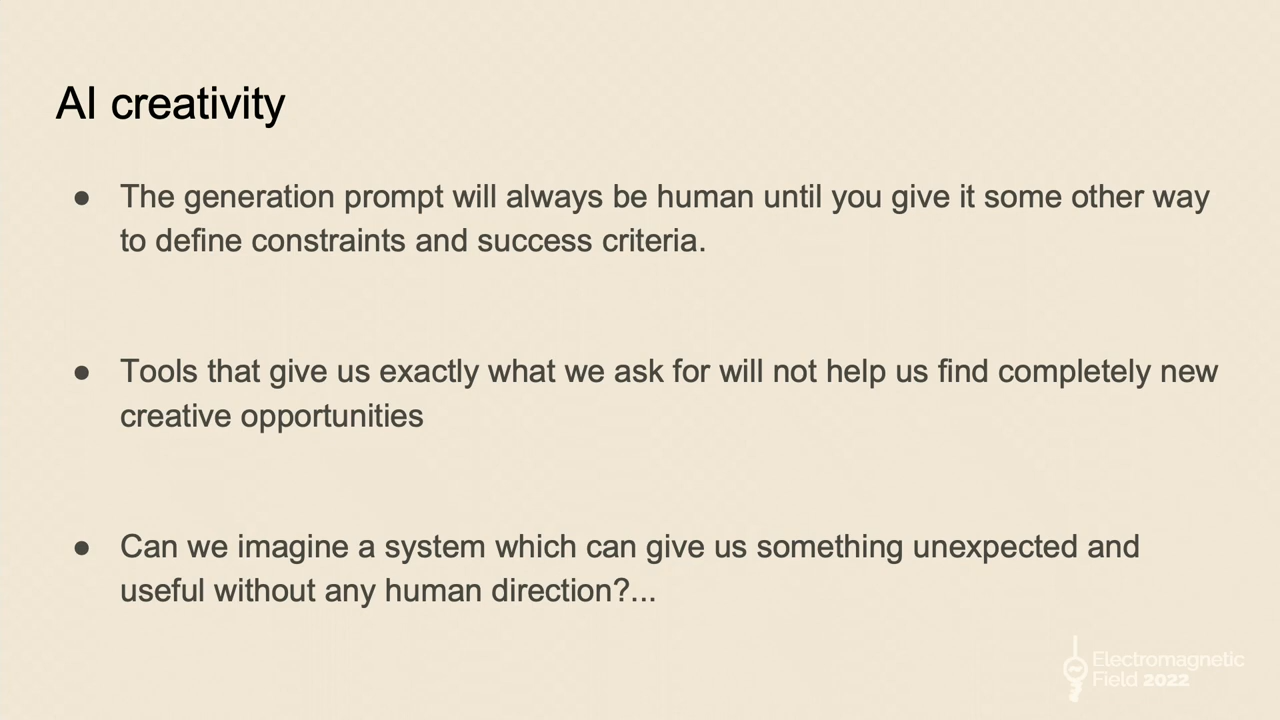 AI creativity
● The generation prompt will always be human until you give it some other way
to define constraints and success criteria.
● Tools that give us exactly what we ask for will not help us find completely new
creative opportunities
● Can we imagine a system which can give us something unexpected and
useful without any human direction?...
Electromagnetic
Field 2022